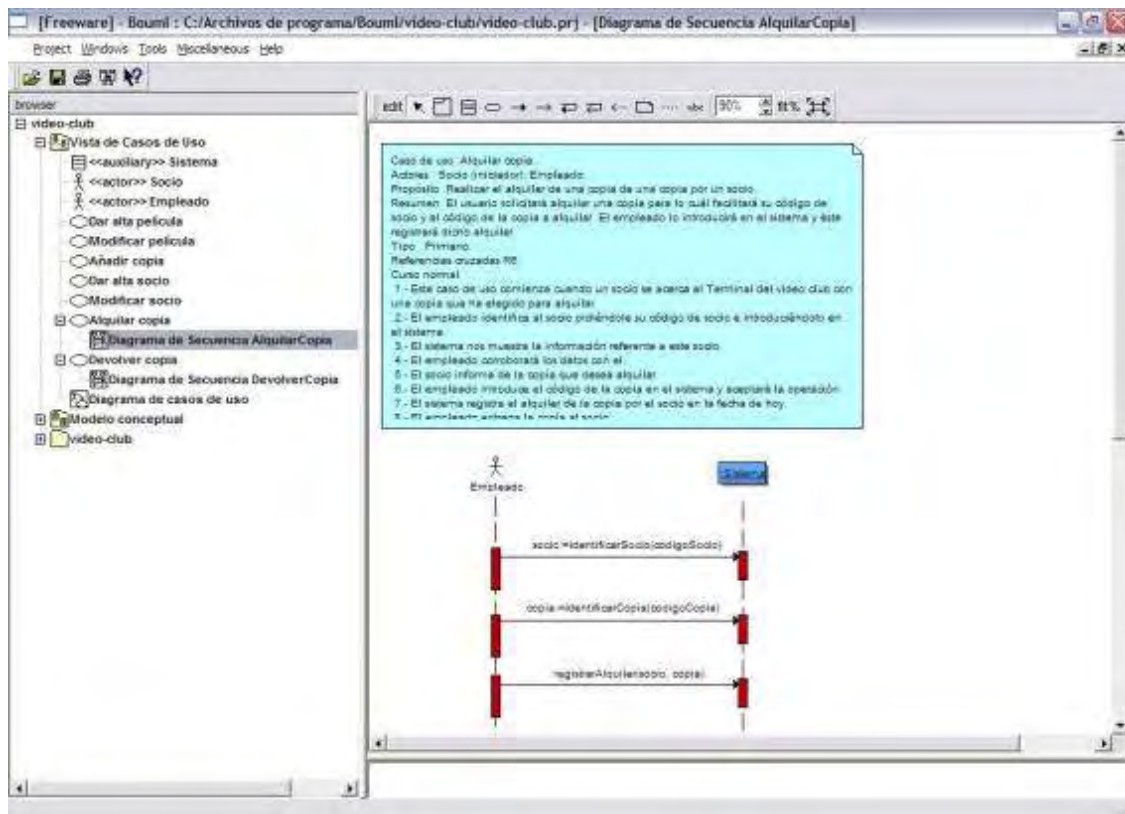 [Freeware] - Bouml : C:/Archivos de programa/Bouml/video-club/video-club.prj - [Diagrama de Secuencia AlquilarCopia]
Project Windows Tools Miscellaneous Help
browser
video-club
Vista de Casos de Uso
<<auxiliary>> Sistema
<<actor>> Socio
<<actor>> Empleado
Dar alta película
Modificar película
Añadir copia
Dar alta socio
Modificar socio
Alquilar copia
Diagrama de Secuencia AlquilarCopia
Devolver copia
Diagrama de Secuencia DevolverCopia
Diagrama de casos de uso
Modelo conceptual
video-club
edit abc 90% fit%
Caso de uso: Alquilar copia.
Actores: Socio (iniciador), Empleado.
Propósito: Realizar el alquiler de una copia de una copia por un socio.
Resumen: El usuario solicitará alquilar una copia para lo cuál facilitará su código de
socio y el código de la copia a alquilar. El empleado lo introducirá en el sistema y éste
registrará dicho alquiler.
Tipo: Primario.
Referencias cruzadas: R6
Curso normal
1.- Este caso de uso comienza cuando un socio se acerca al Terminal del video club con
una copia que ha elegido para alquilar.
2.- El empleado identifica al socio pidiéndole su código de socio e introduciéndolo en
el sistema.
3.- El sistema nos muestra la información referente a este socio.
4.- El empleado corroborará los datos con el.
5.- El socio informa de la copia que desea alquilar.
6.- El empleado introduce el código de la copia en el sistema y aceptará la operación.
7.- El sistema registra el alquiler de la copia por el socio en la fecha de hoy.
8.- El empleado entrega la copia al socio.
Empleado
:Sistema
socio:=identificarSocio(codigoSocio)
copia:=identificarCopia(codigoCopia)
registrarAlquiler(socio, copia)